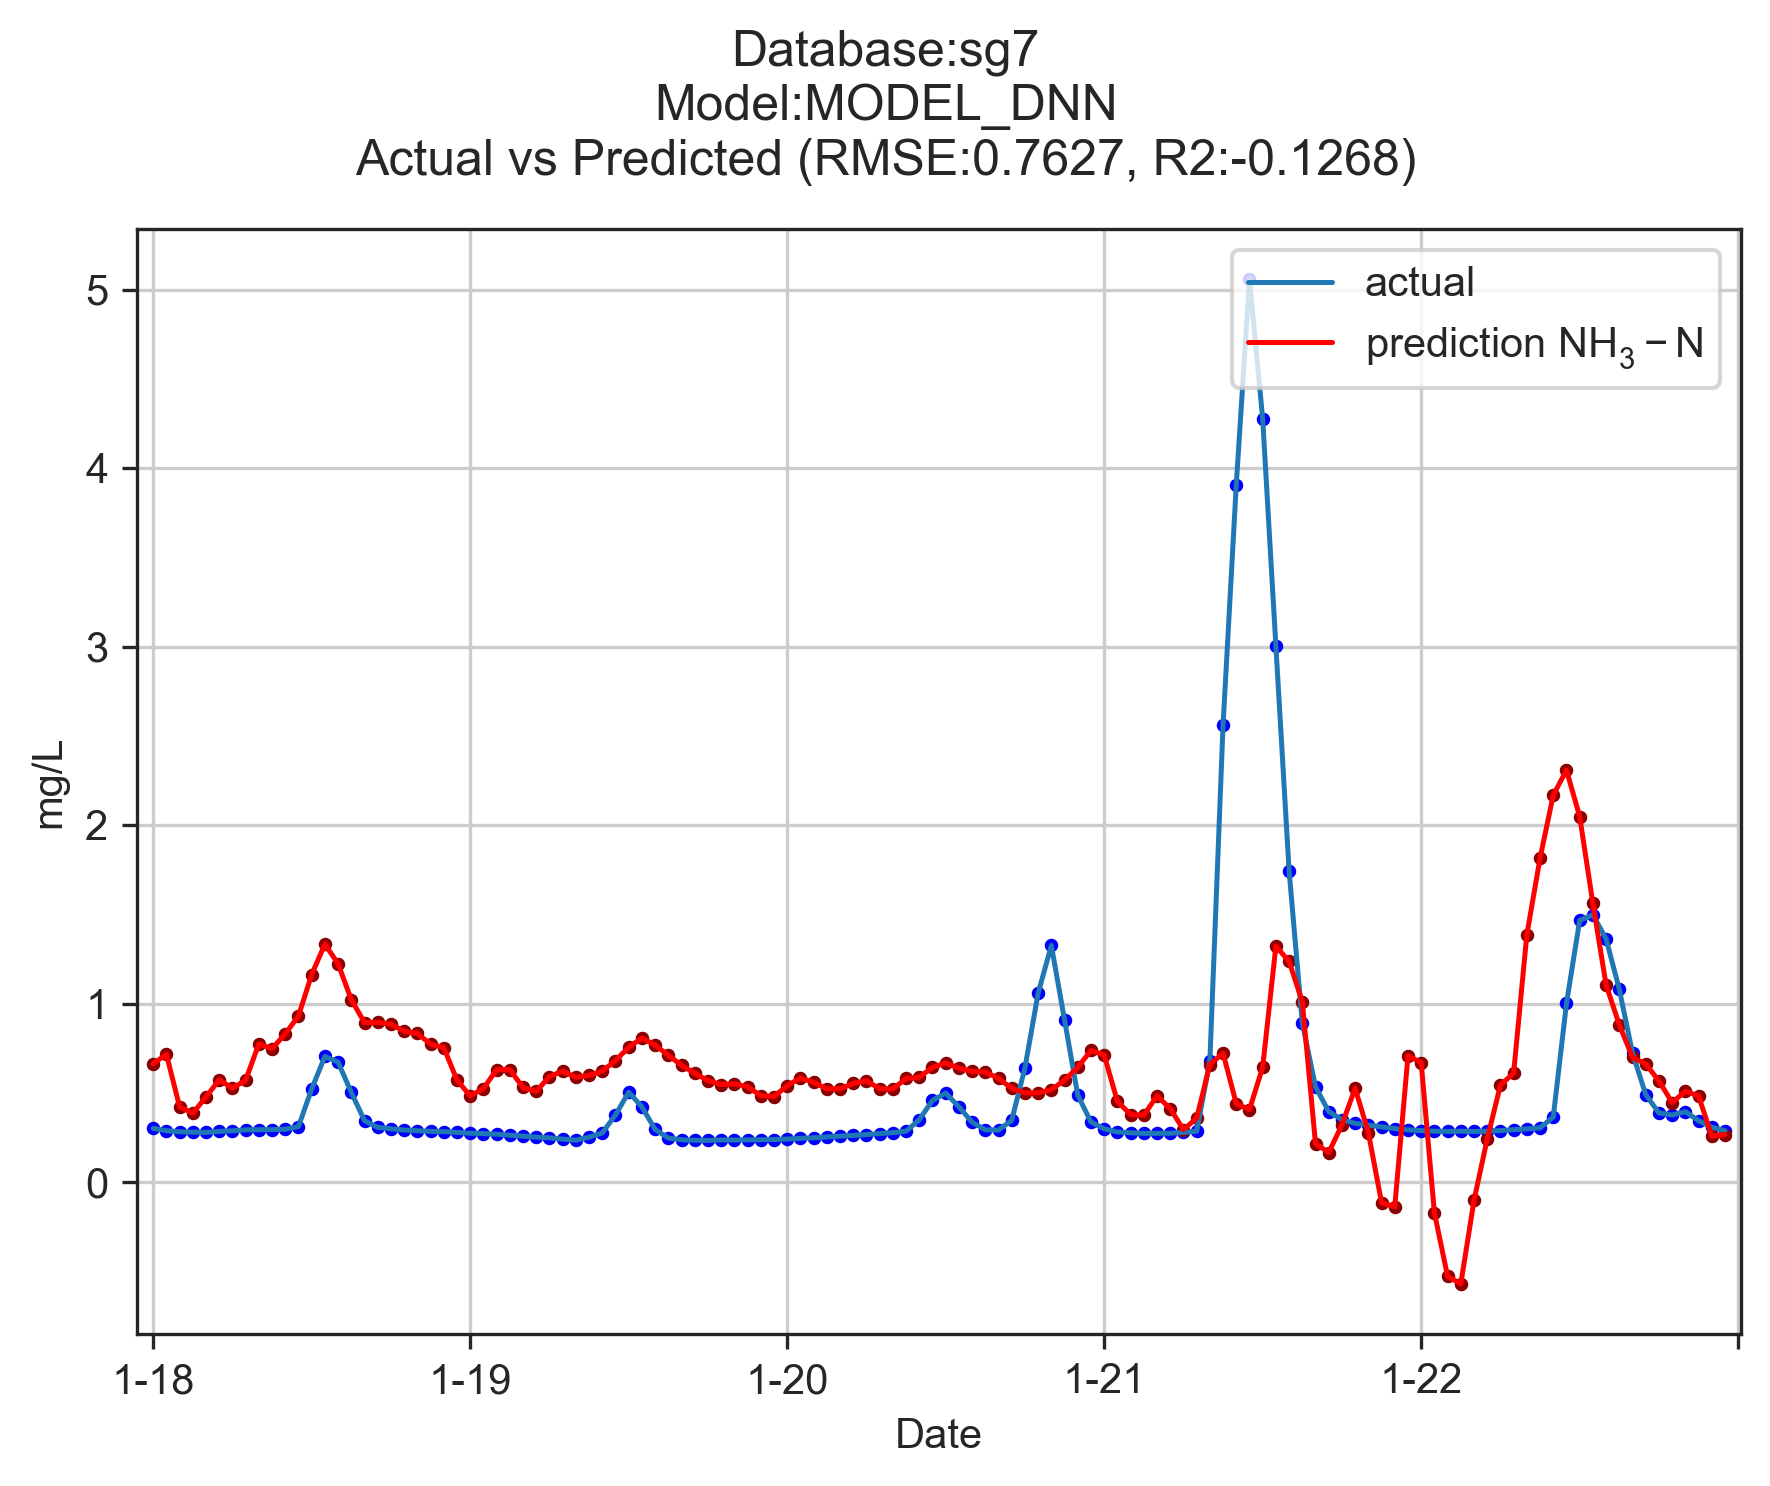 Database:sg7
Model:MODEL_DNN
Actual vs Predicted (RMSE:0.7627, R2:-0.1268)
actual
prediction NH₃ − N
5
4
3
2
1
0
mg/L
1-18 1-19 1-20 1-21 1-22
Date